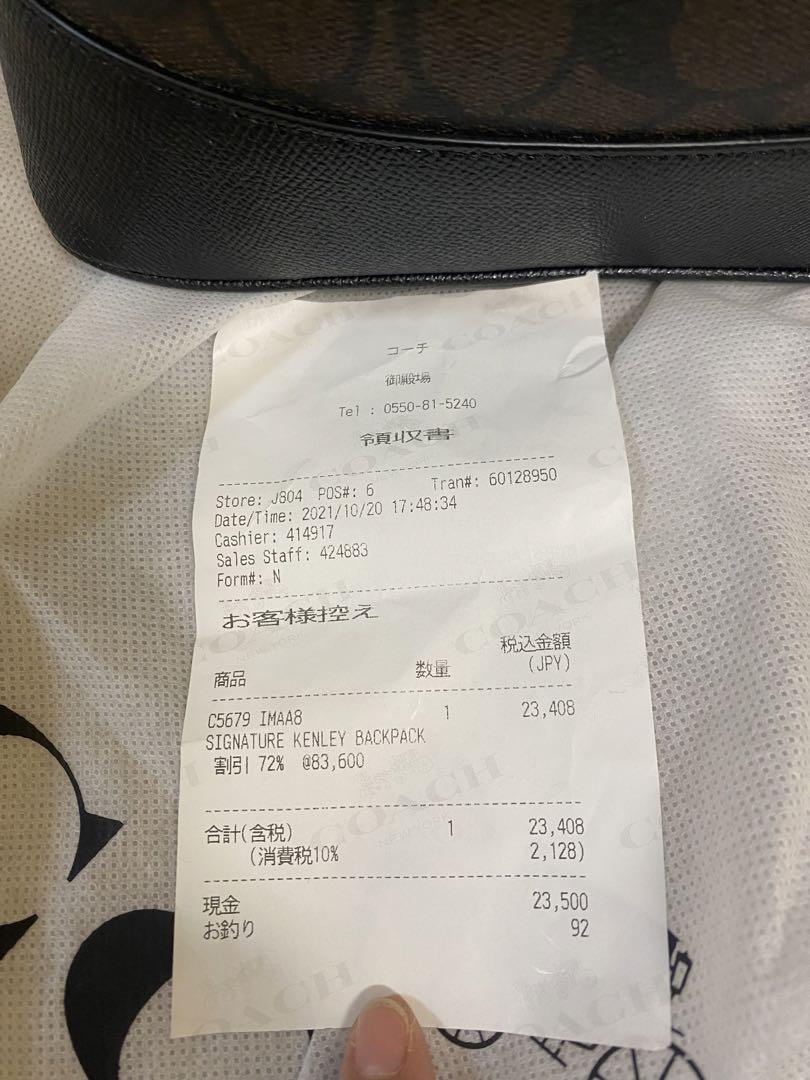 コーチ
御殿場
Tel : 0550-81-5240
領収書
Store: J804 POS#: 6 Tran#: 60128950
Date/Time: 2021/10/20 17:48:34
Cashier: 414917
Sales Staff: 424883
Form#: N
お客様控え
税込金額
商品 数量 (JPY)
C5679 IMAA8 1 23,408
SIGNATURE KENLEY BACKPACK
割引 72% @83,600
合計(含税) 1 23,408
(消費税10% 2,128)
現金 23,500
お釣り 92